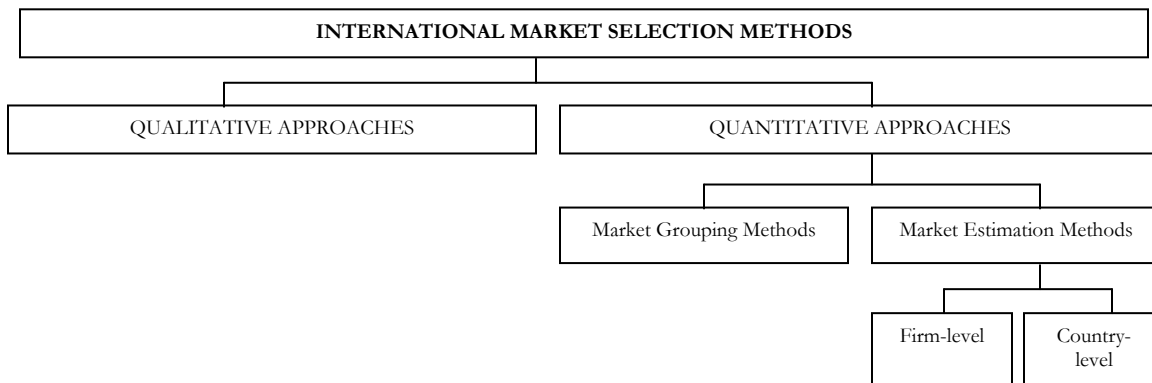 INTERNATIONAL MARKET SELECTION METHODS
QUALITATIVE APPROACHES
QUANTITATIVE APPROACHES
Market Grouping Methods
Market Estimation Methods
Firm-level
Country-
level